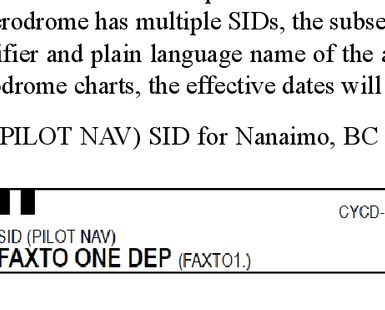 erodrome has multiple SIDs, the subse
ifier and plain language name of the a
odrome charts, the effective dates will
PILOT NAV) SID for Nanaimo, BC
CYCD-
SID (PILOT NAV)
FAXTO ONE DEP (FAXTO1.)